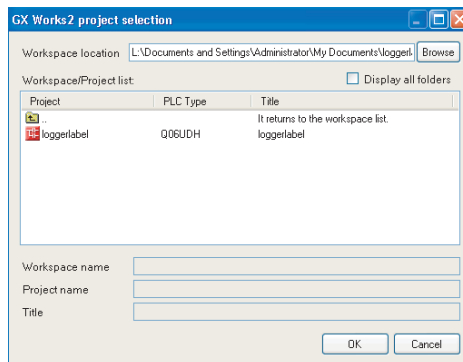 GX Works2 project selection
Workspace location L:\Documents and Settings\Administrator\My Documents\loggerl Browse
Workspace/Project list: Display all folders
Project PLC Type Title
.. It returns to the workspace list.
loggerlabel Q06UDH loggerlabel
Workspace name
Project name
Title
OK Cancel